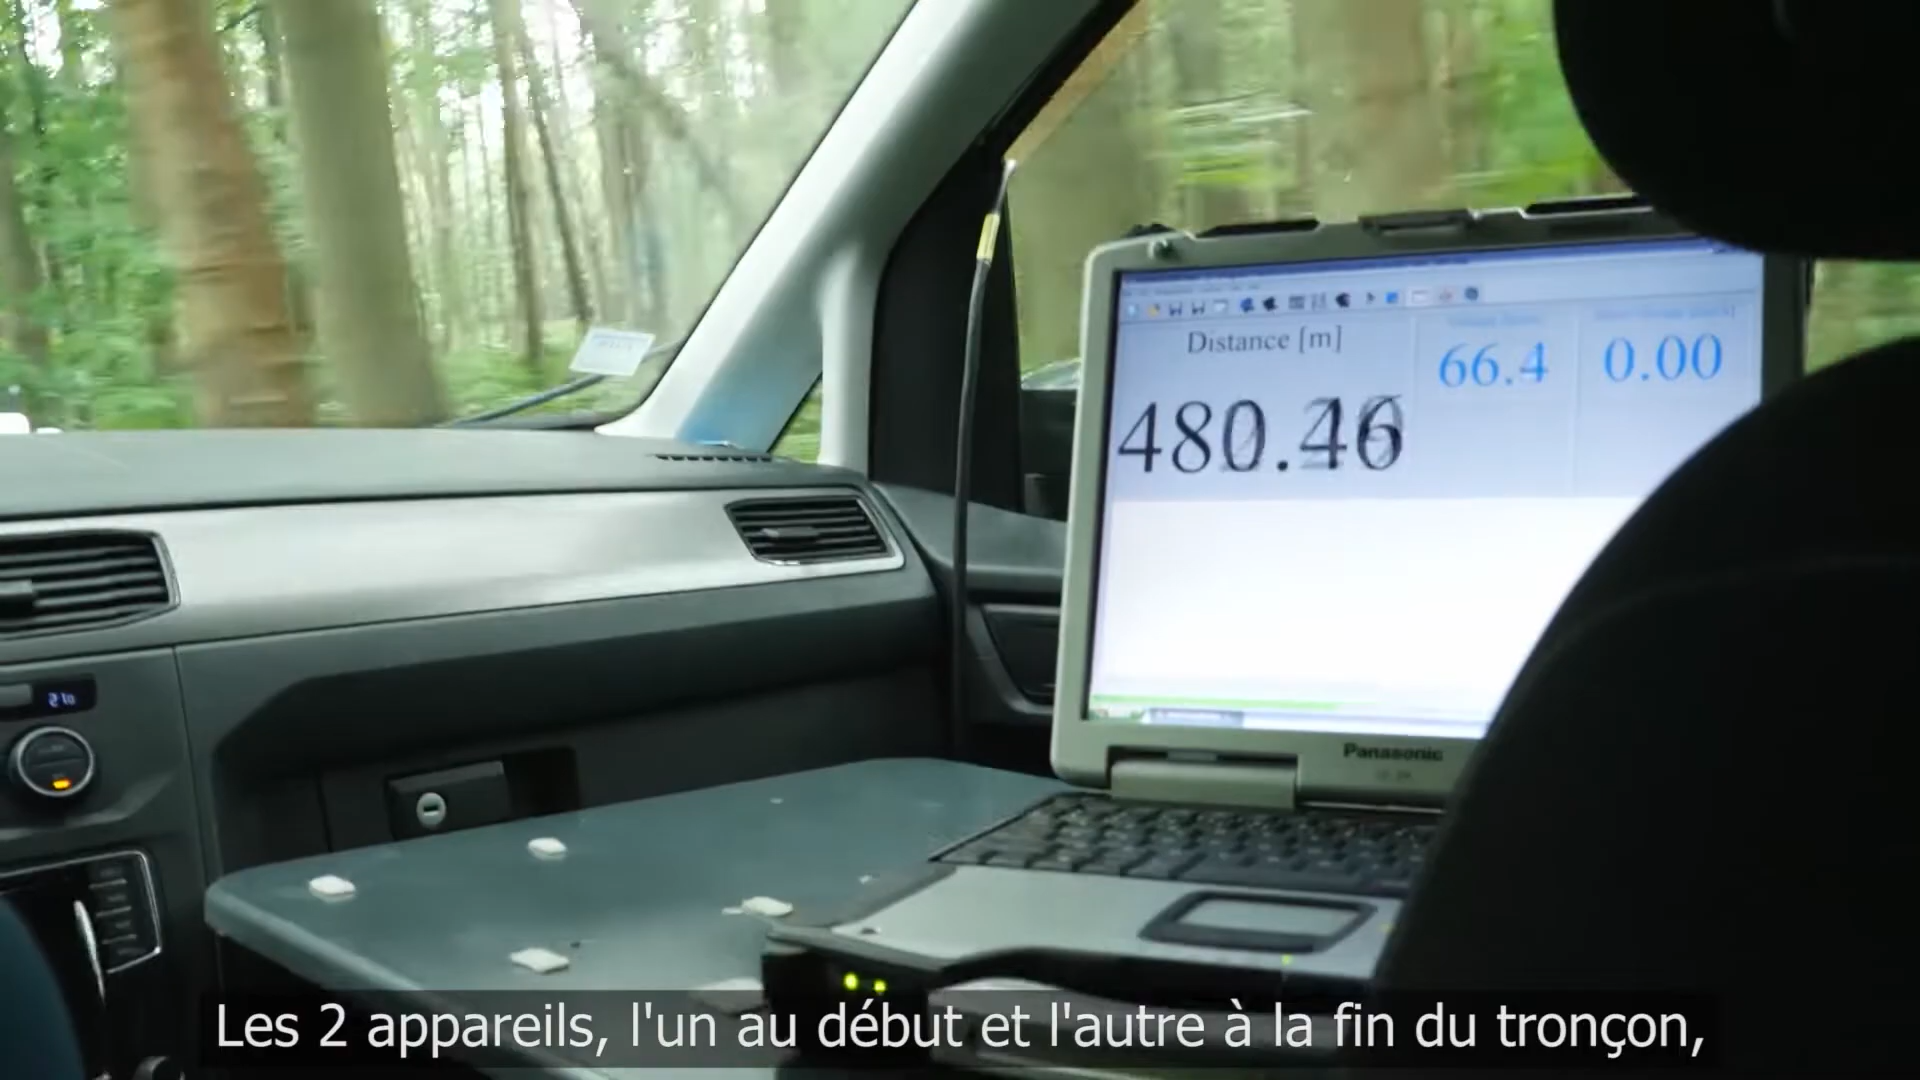 Distance [m]
66.4
0.00
480.46
Panasonic
Les 2 appareils, l'un au début et l'autre à la fin du tronçon,